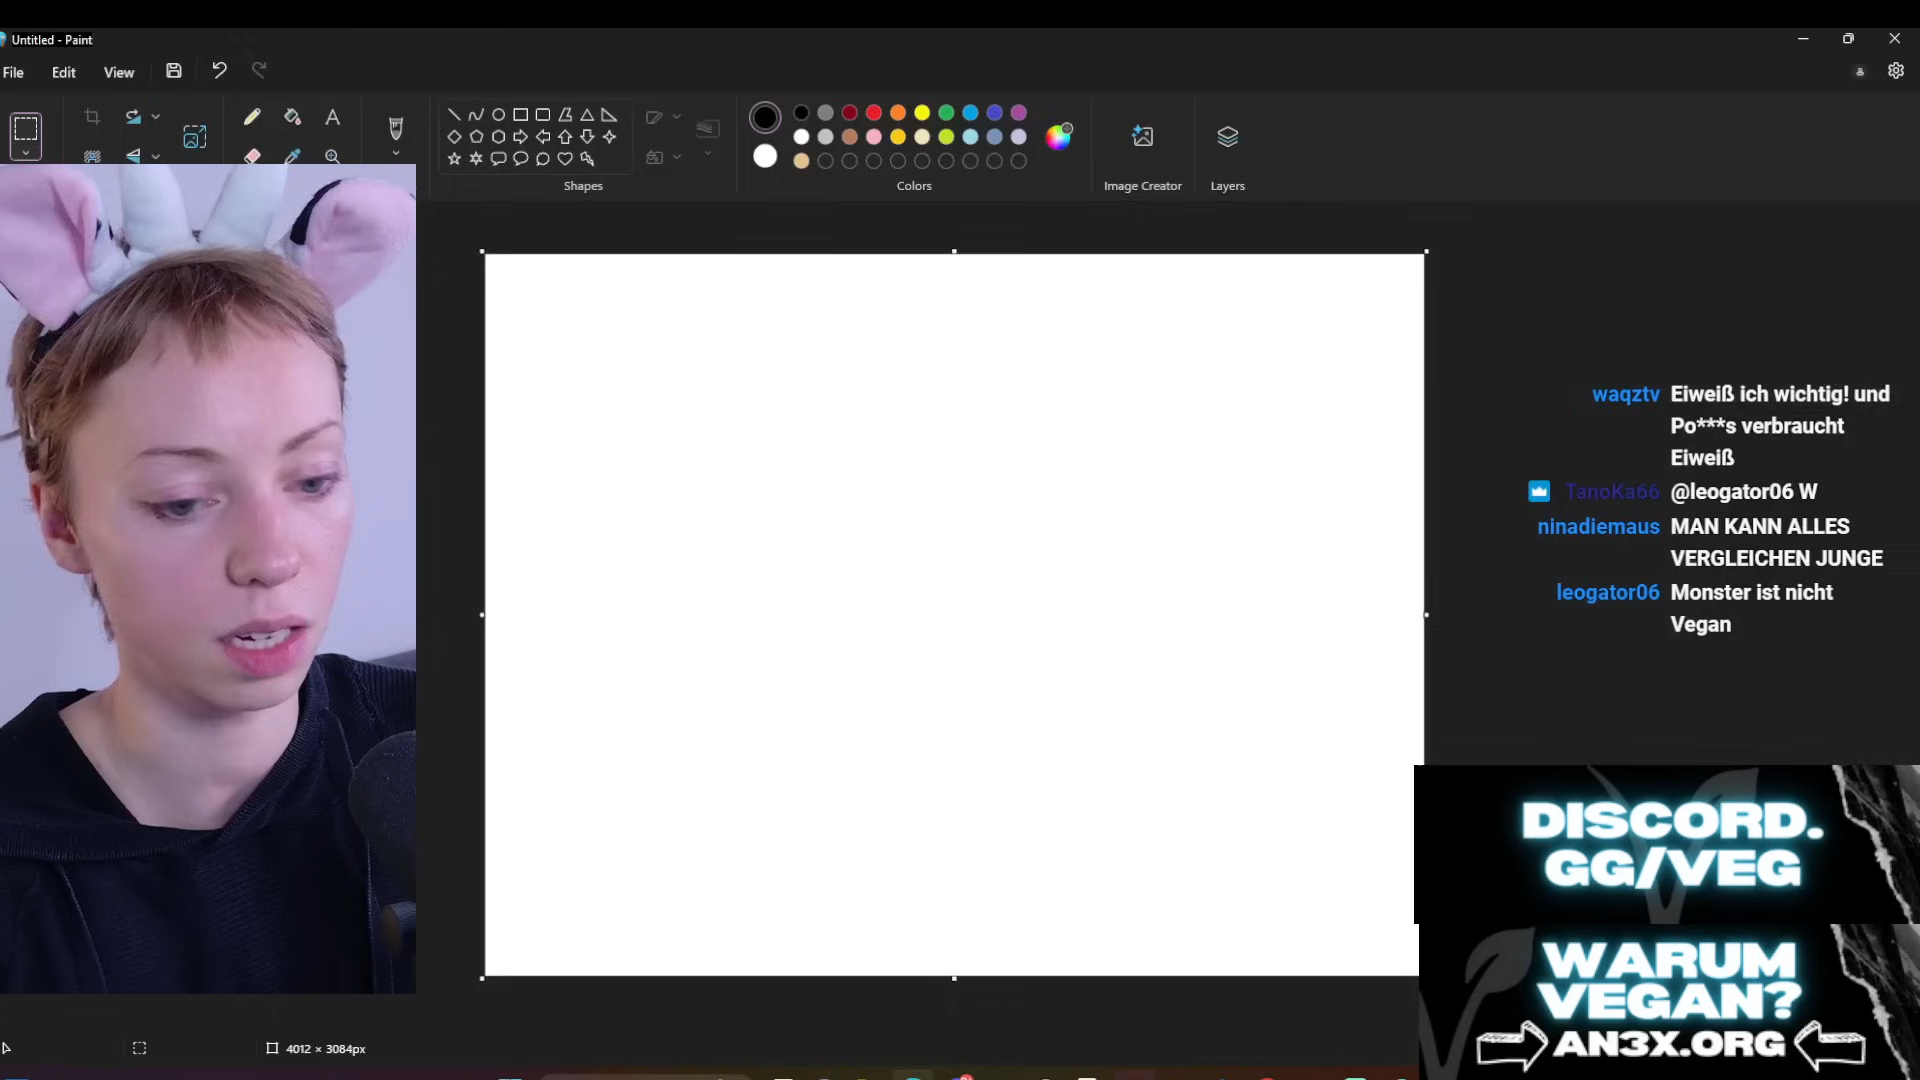 Untitled - Paint
File Edit View
Shapes
Colors
Image Creator
Layers
waqztv Eiweiß ich wichtig! und
Po***s verbraucht
Eiweiß
TanoKa66 @leogator06 W
ninadiemaus MAN KANN ALLES
VERGLEICHEN JUNGE
leogator06 Monster ist nicht
Vegan
DISCORD.
GG/VEG
WARUM
VEGAN?
AN3X.ORG
4012 × 3084px